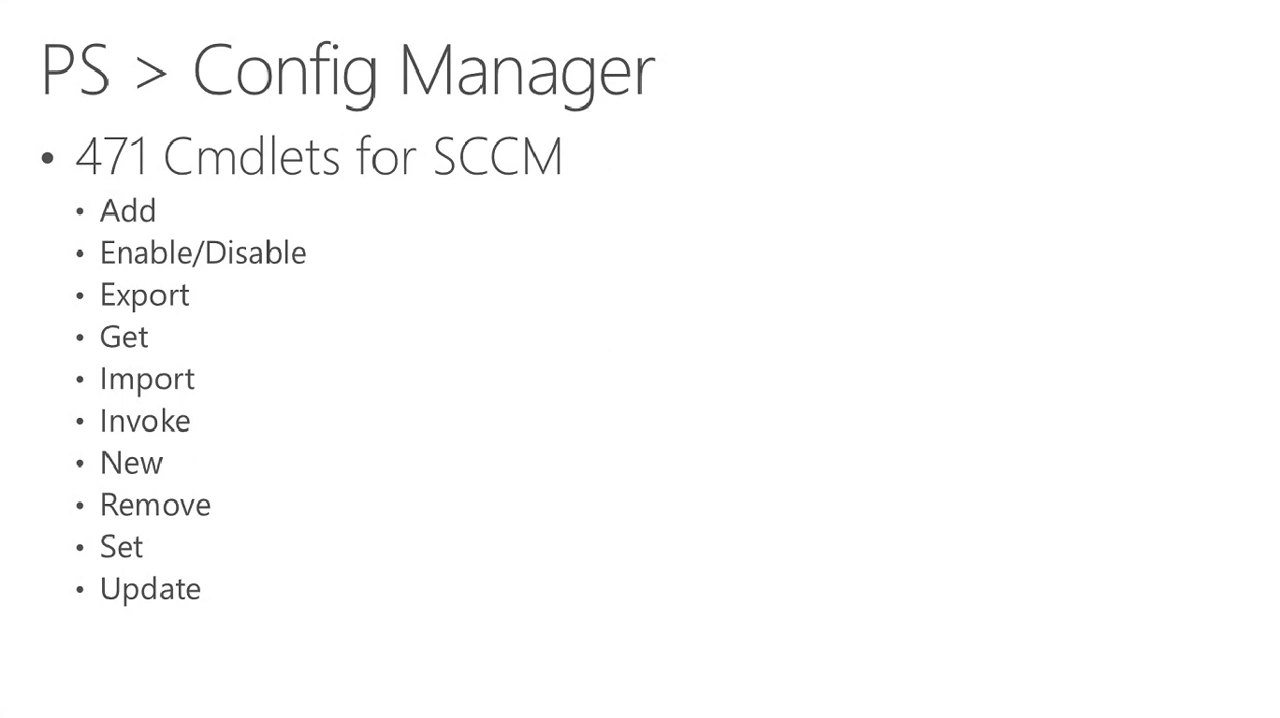 PS > Config Manager
• 471 Cmdlets for SCCM
• Add
• Enable/Disable
• Export
• Get
• Import
• Invoke
• New
• Remove
• Set
• Update